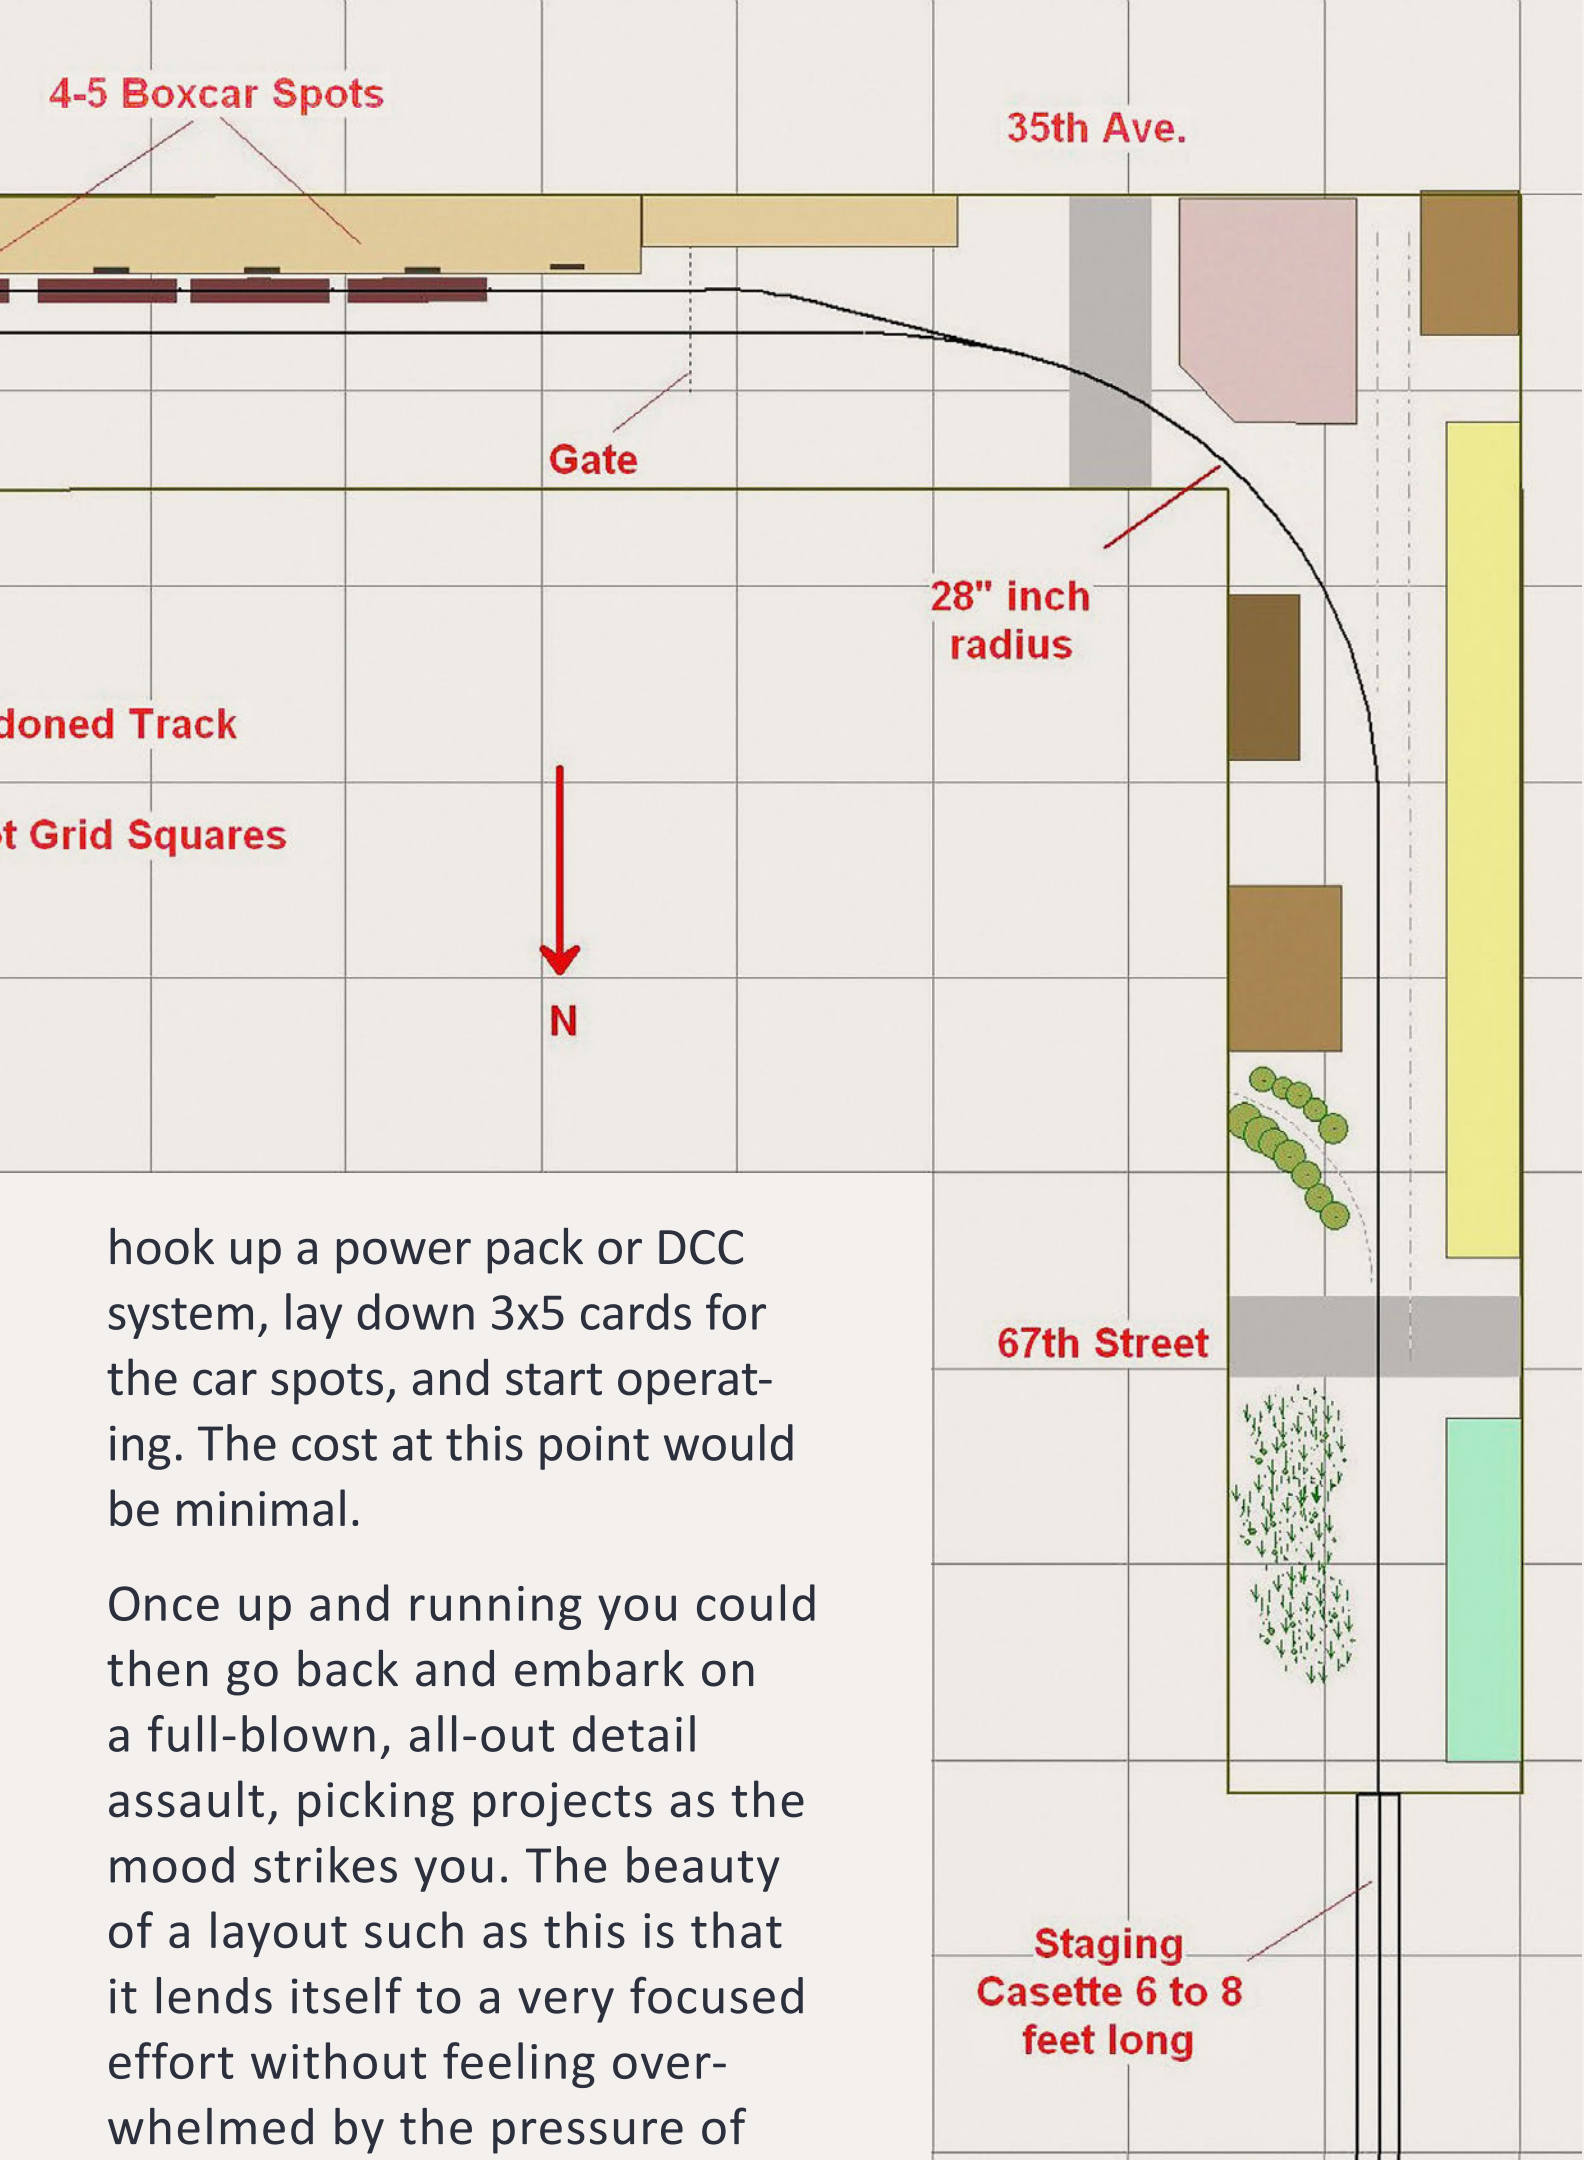 4-5 Boxcar Spots
35th Ave.
Gate
28" inch
radius
doned Track
t Grid Squares
N
67th Street
Staging
Casette 6 to 8
feet long
hook up a power pack or DCC
system, lay down 3x5 cards for
the car spots, and start operat-
ing. The cost at this point would
be minimal.
Once up and running you could
then go back and embark on
a full-blown, all-out detail
assault, picking projects as the
mood strikes you. The beauty
of a layout such as this is that
it lends itself to a very focused
effort without feeling over-
whelmed by the pressure of